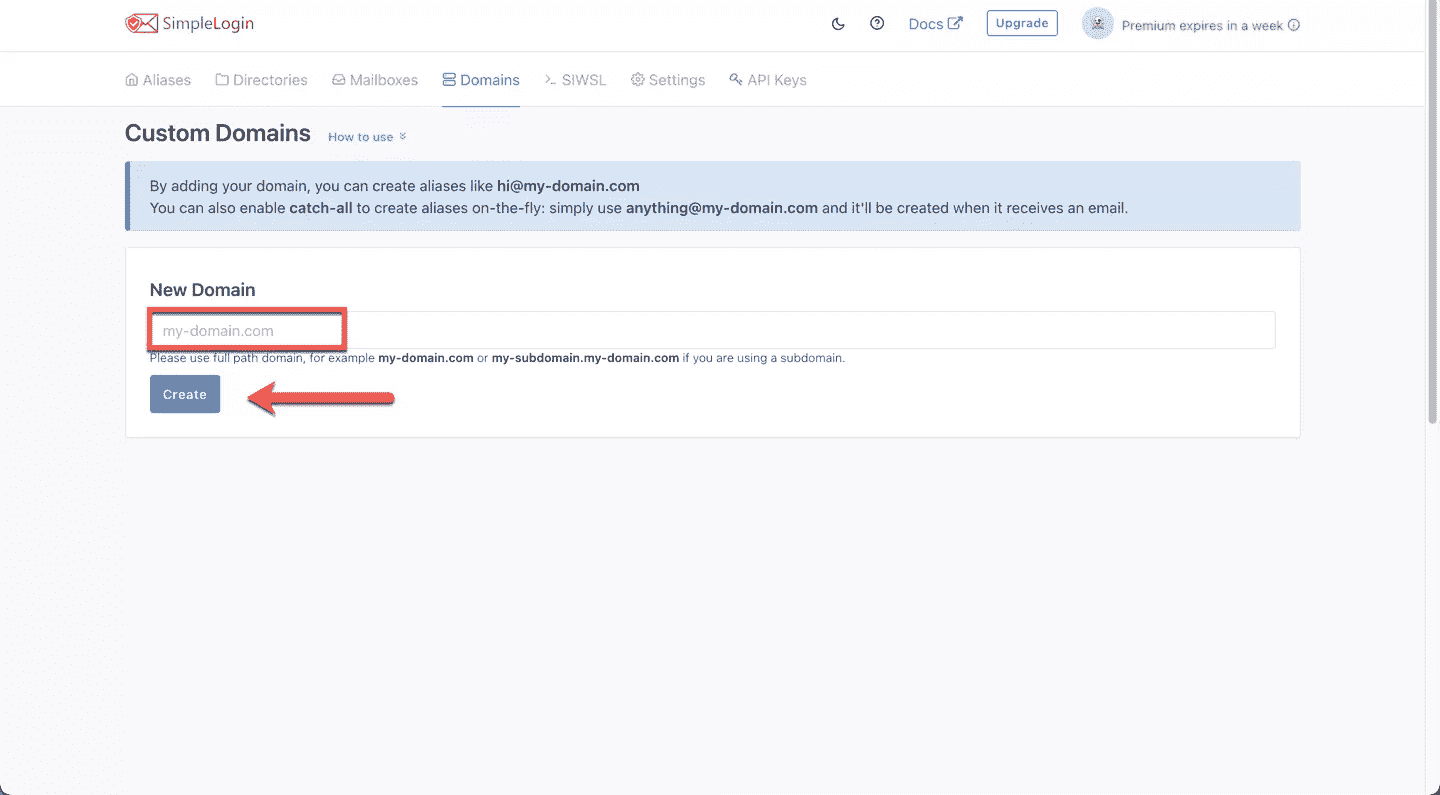 SimpleLogin
Docs
Upgrade
Premium expires in a week
Aliases
Directories
Mailboxes
Domains
SIWSL
Settings
API Keys
Custom Domains
How to use
By adding your domain, you can create aliases like hi@my-domain.com
You can also enable catch-all to create aliases on-the-fly: simply use anything@my-domain.com and it'll be created when it receives an email.
New Domain
my-domain.com
Please use full path domain, for example my-domain.com or my-subdomain.my-domain.com if you are using a subdomain.
Create